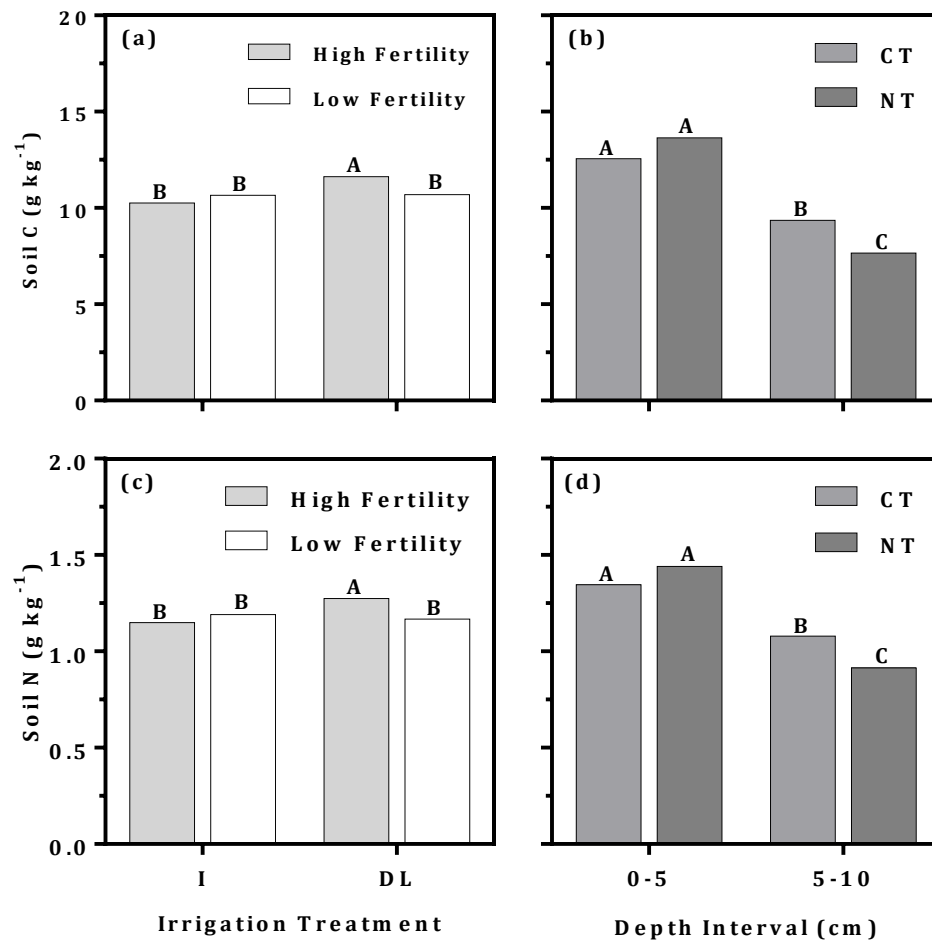 (a)
High Fertility
Low Fertility
20
15
10
5
0
Soil C (g kg⁻¹)
B
B
A
B
(b)
CT
NT
A
A
B
C
(c)
High Fertility
Low Fertility
2.0
1.5
1.0
0.5
0.0
Soil N (g kg⁻¹)
B
B
A
B
I
DL
Irrigation Treatment
(d)
CT
NT
A
A
B
C
0-5
5-10
Depth Interval (cm)